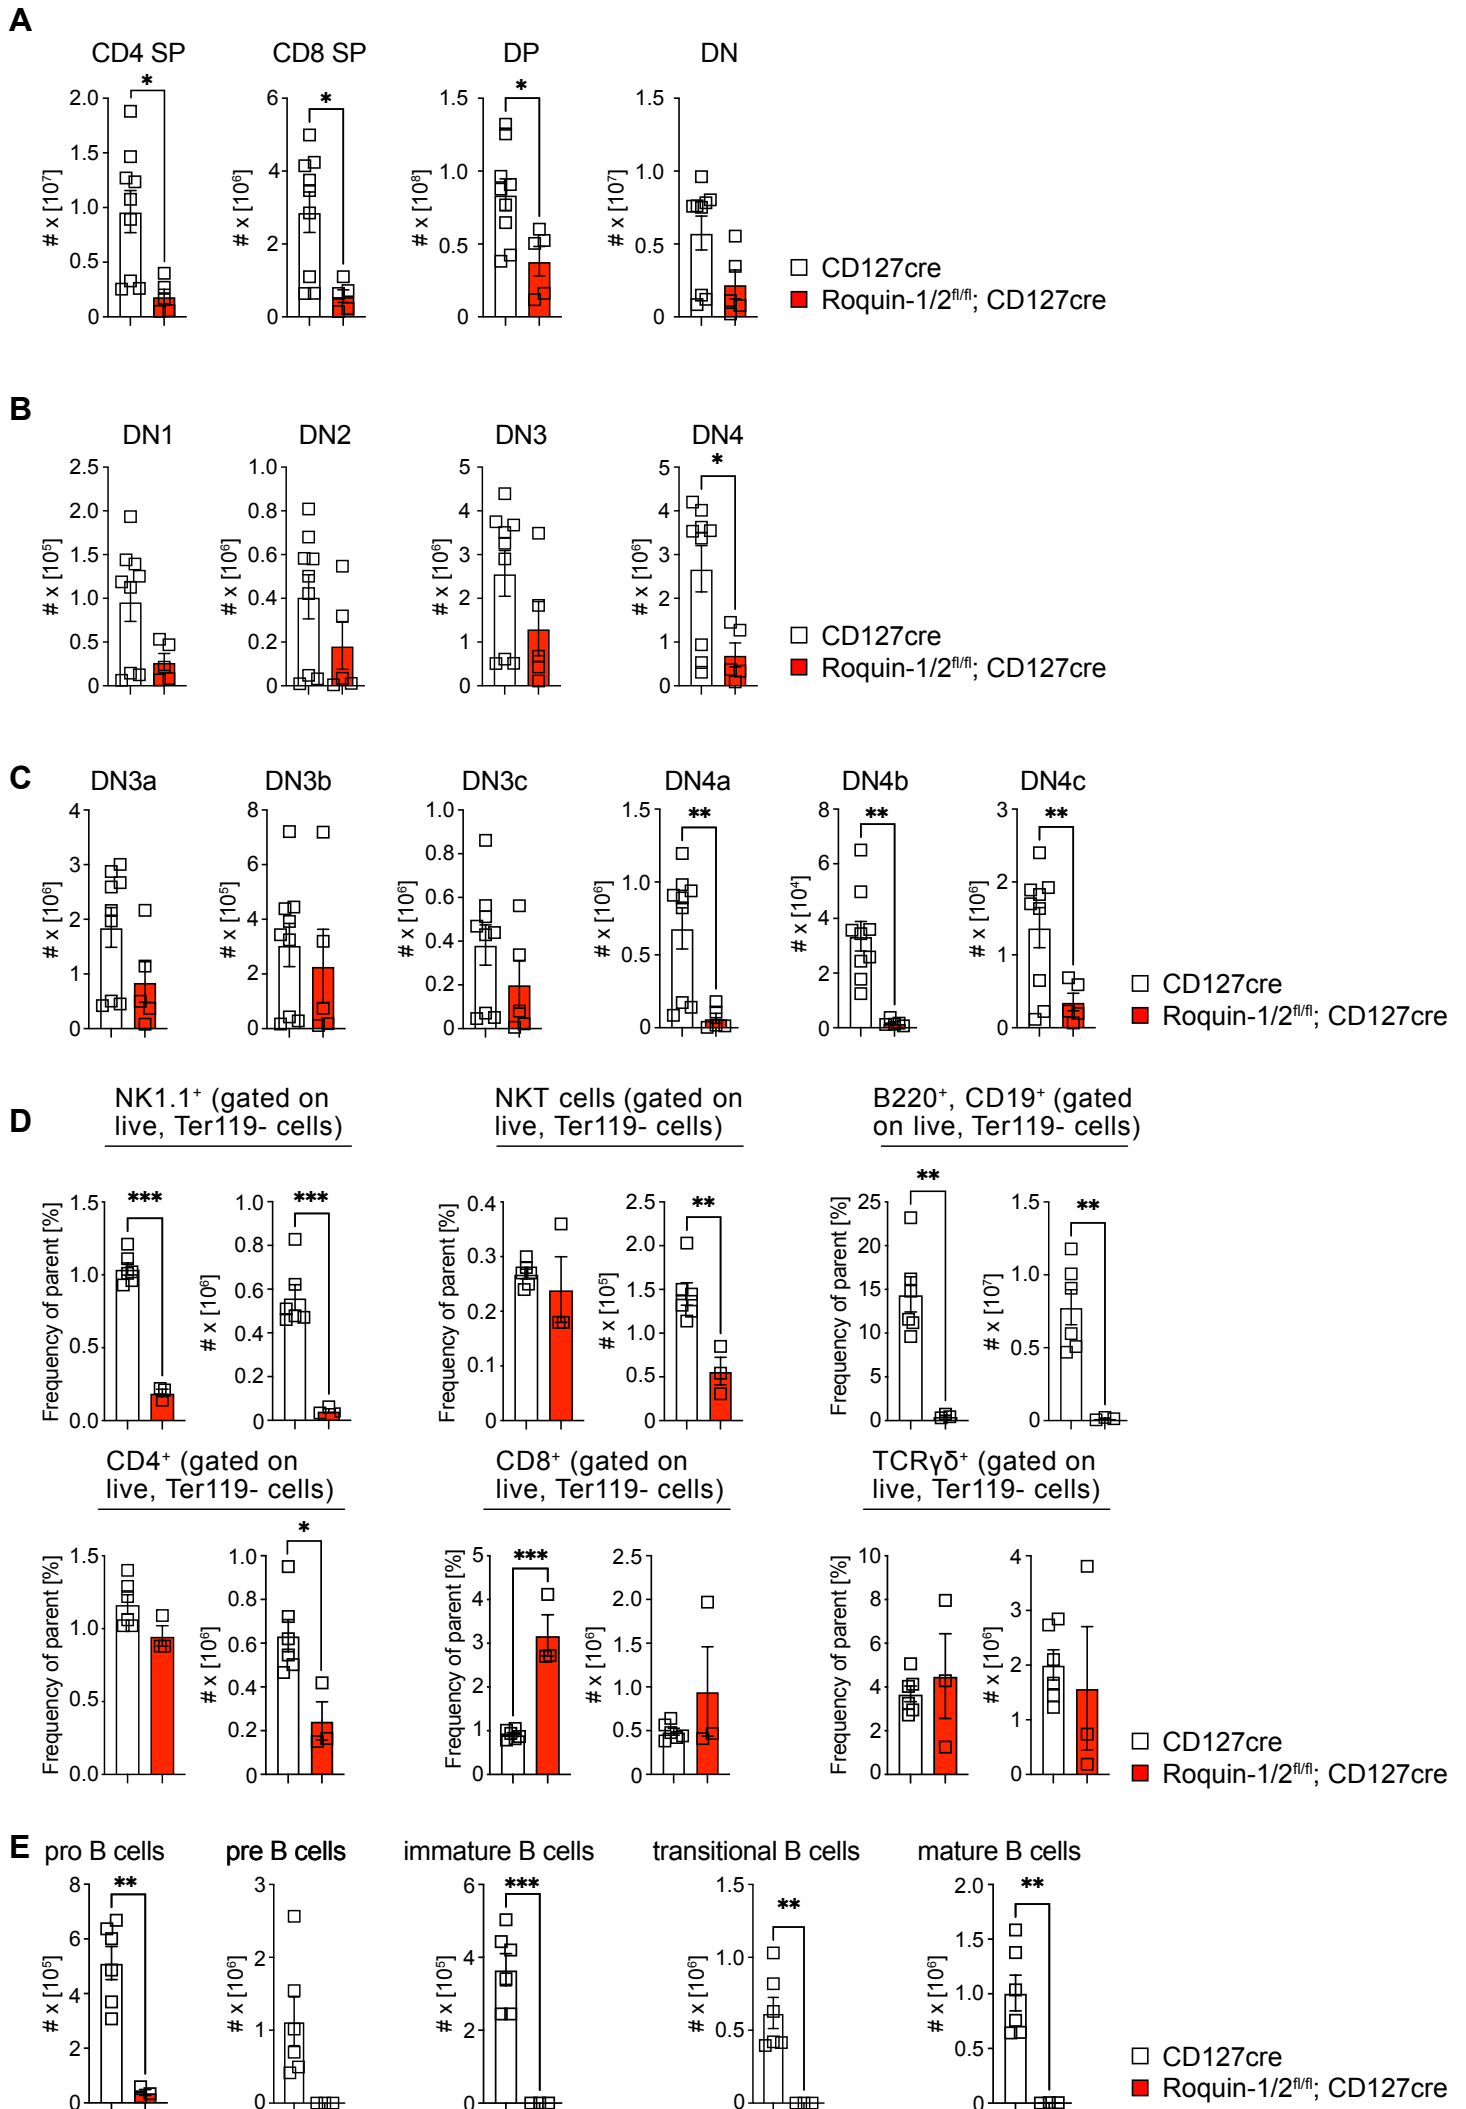 A
CD4 SP CD8 SP DP DN
* * *
2.0 6 1.5 1.5
1.5 4 1.0 1.0
1.0 2 0.5 0.5
0.5 0 0 0
0
# x [10⁷] # x [10⁶] # x [10⁸] # x [10⁷]
CD127cre
Roquin-1/2fl/fl; CD127cre
B
DN1 DN2 DN3 DN4
*
2.5 1.0 5 5
2.0 0.8 4 4
1.5 0.6 3 3
1.0 0.4 2 2
0.5 0.2 1 1
0 0 0 0
# x [10⁵] # x [10⁶] # x [10⁶] # x [10⁶]
CD127cre
Roquin-1/2fl/fl; CD127cre
C
DN3a DN3b DN3c DN4a DN4b DN4c
** ** **
4 8 1.0 1.5 8 3
3 6 0.8 1.0 6 2
2 4 0.6 0.5 4 1
1 2 0.4 0 2 0
0 0 0.2 0
0
# x [10⁶] # x [10⁵] # x [10⁶] # x [10⁶] # x [10⁴] # x [10⁶]
CD127cre
Roquin-1/2fl/fl; CD127cre
D
NK1.1⁺ (gated on
live, Ter119- cells)
NKT cells (gated on
live, Ter119- cells)
B220⁺, CD19⁺ (gated
on live, Ter119- cells)
*** *** ** ** **
1.5 1.0 0.4 2.5 25 1.5
1.0 0.8 0.3 2.0 20 1.0
0.5 0.6 0.2 1.5 15 0.5
0.0 0.4 0.1 1.0 10 0
0.2 0 0.5 5
0 0 0
Frequency of parent [%] # x [10⁶] Frequency of parent [%] # x [10⁵] Frequency of parent [%] # x [10⁷]
CD4⁺ (gated on
live, Ter119- cells)
CD8⁺ (gated on
live, Ter119- cells)
TCRγδ⁺ (gated on
live, Ter119- cells)
* ***
1.5 1.0 5 2.5 10 4
1.0 0.8 4 2.0 8 3
0.5 0.6 3 1.5 6 2
0.0 0.4 2 1.0 4 1
0.2 1 0.5 2 0
0 0 0 0
Frequency of parent [%] # x [10⁶] Frequency of parent [%] # x [10⁶] Frequency of parent [%] # x [10⁶]
CD127cre
Roquin-1/2fl/fl; CD127cre
E
pro B cells pre B cells immature B cells transitional B cells mature B cells
** *** ** **
8 3 6 1.5 2.0
6 2 4 1.0 1.5
4 1 2 0.5 1.0
2 0 0 0 0.5
0 0
# x [10⁵] # x [10⁶] # x [10⁵] # x [10⁶] # x [10⁶]
CD127cre
Roquin-1/2fl/fl; CD127cre